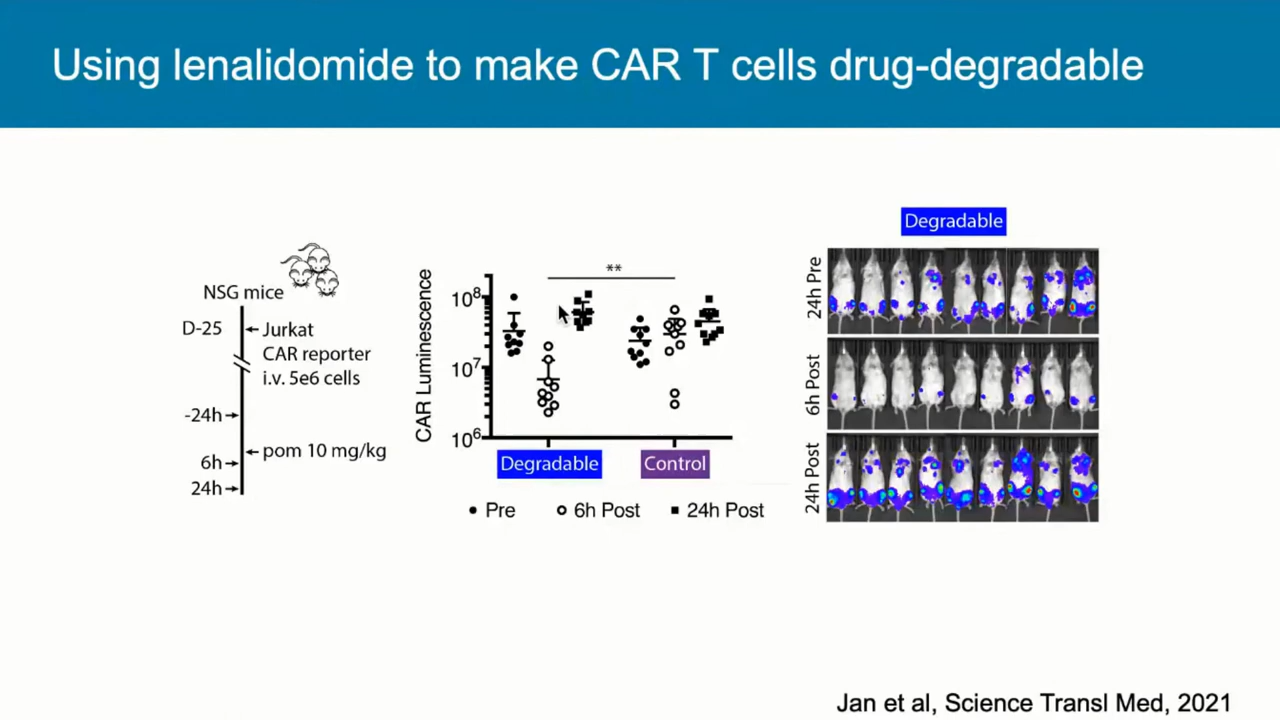 Using lenalidomide to make CAR T cells drug-degradable
NSG mice
D-25
Jurkat
CAR reporter
i.v. 5e6 cells
-24h
pom 10 mg/kg
6h
24h
CAR Luminescence
10⁸
10⁷
10⁶
**
Degradable
Control
Pre
6h Post
24h Post
Degradable
24h Pre
6h Post
24h Post
Jan et al, Science Transl Med, 2021